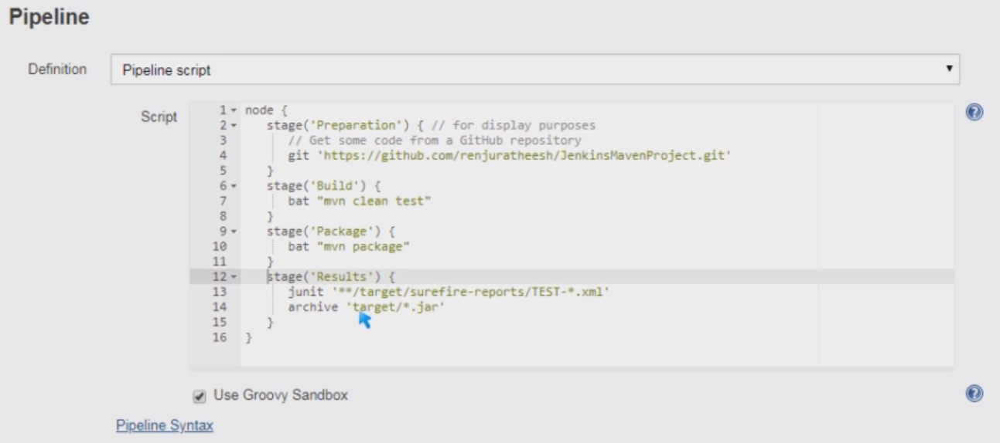 Pipeline
Definition
Pipeline script
Script
1 node {
2 stage('Preparation') { // for display purposes
3 // Get some code from a GitHub repository
4 git 'https://github.com/renjuratheesh/JenkinsMavenProject.git'
5 }
6 stage('Build') {
7 bat "mvn clean test"
8 }
9 stage('Package') {
10 bat "mvn package"
11 }
12 stage('Results') {
13 junit '**/target/surefire-reports/TEST-*.xml'
14 archive 'target/*.jar'
15 }
16 }
Use Groovy Sandbox
Pipeline Syntax